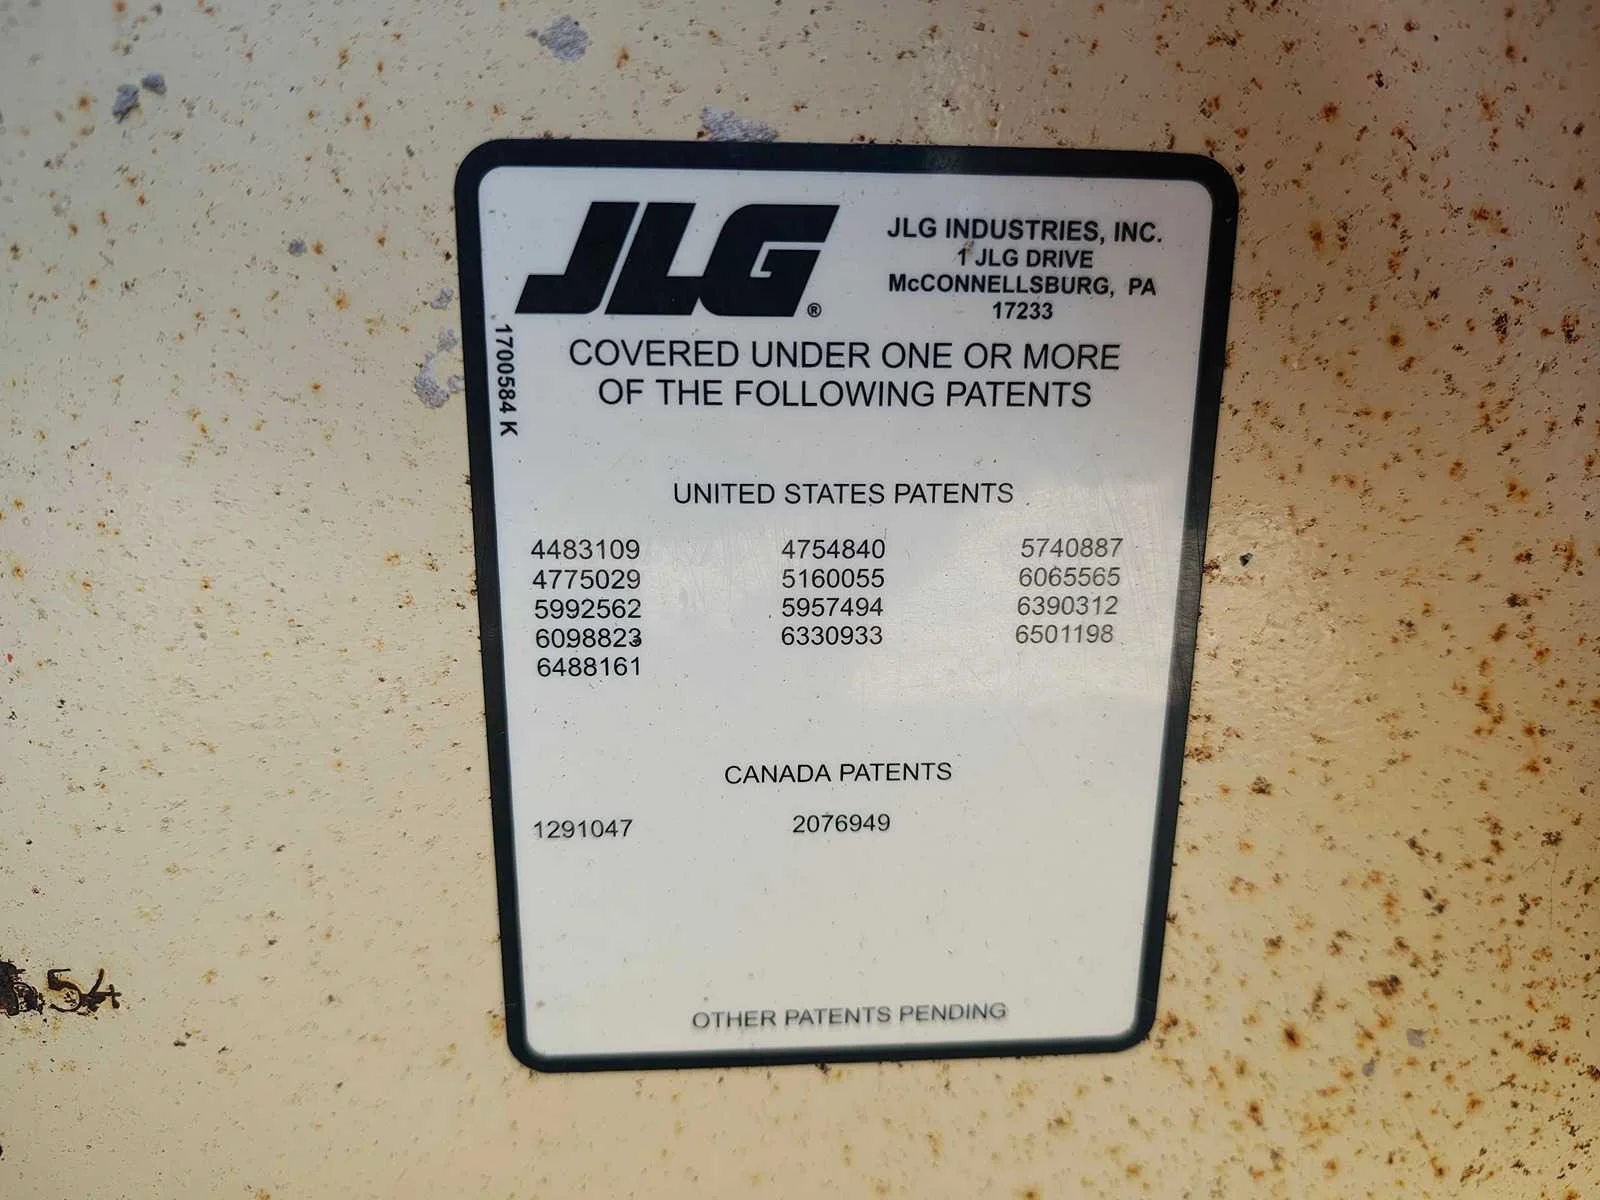 JLG®
JLG INDUSTRIES, INC.
1 JLG DRIVE
McCONNELLSBURG, PA
17233
1700584 K
COVERED UNDER ONE OR MORE
OF THE FOLLOWING PATENTS
UNITED STATES PATENTS
4483109 4754840 5740887
4775029 5160055 6065565
5992562 5957494 6390312
6098823 6330933 6501198
6488161
CANADA PATENTS
1291047 2076949
OTHER PATENTS PENDING